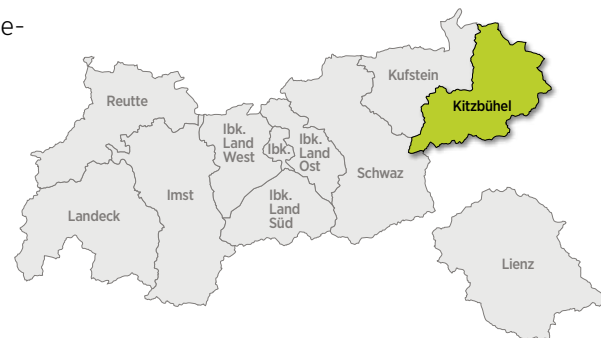 e-
Kufstein
Reutte
Kitzbühel
Ibk.
Land
West
Ibk.
Ibk.
Land
Ost
Schwaz
Imst
Ibk.
Land
Süd
Landeck
Lienz